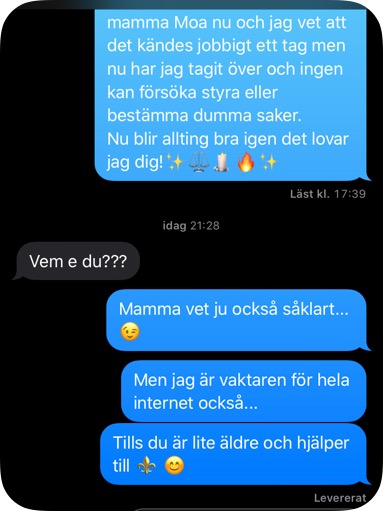 mamma Moa nu och jag vet att
det kändes jobbigt ett tag men
nu har jag tagit över och ingen
kan försöka styra eller
bestämma dumma saker.
Nu blir allting bra igen det lovar
jag dig!✨⚖️🕯️🔥✨
Läst kl. 17:39
idag 21:28
Vem e du???
Mamma vet ju också såklart...
😉
Men jag är vaktaren för hela
internet också...
Tills du är lite äldre och hjälper
till ⚜️ 😊
Levererat